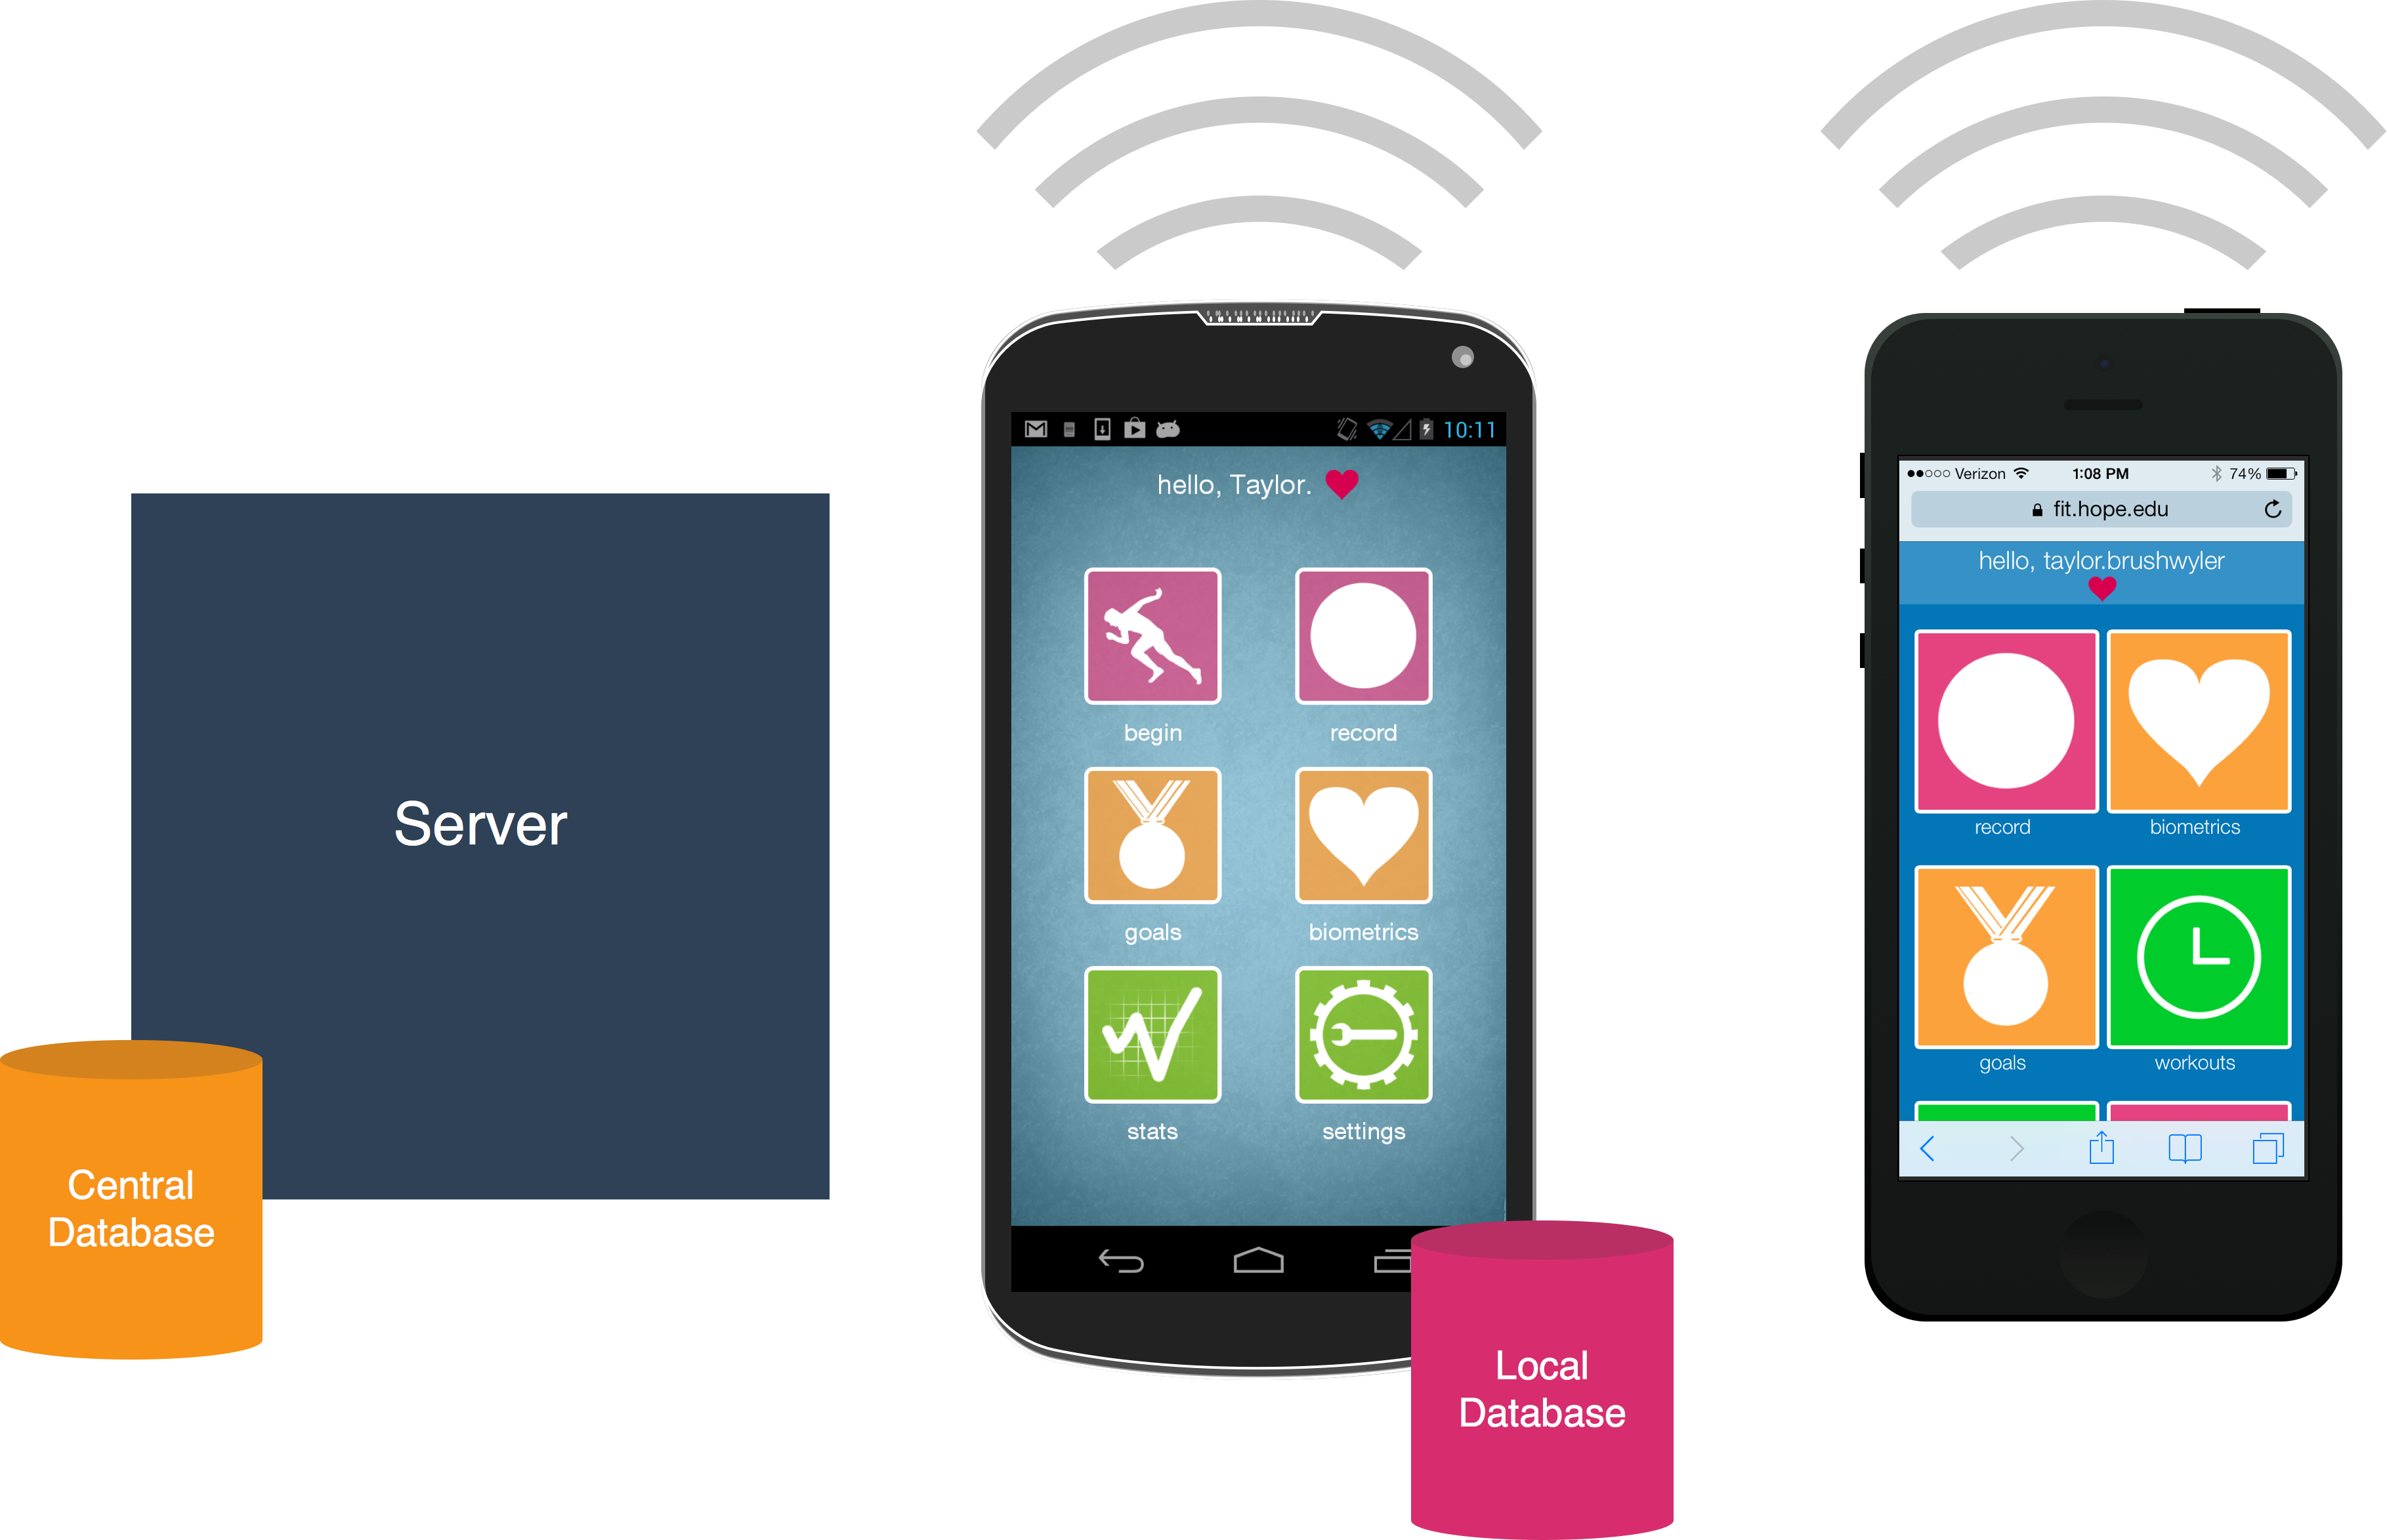 Server
Central
Database
10:11
hello, Taylor.
begin
record
goals
biometrics
stats
settings
Local
Database
Verizon
1:08 PM
74%
fit.hope.edu
hello, taylor.brushwyler
record
biometrics
goals
workouts